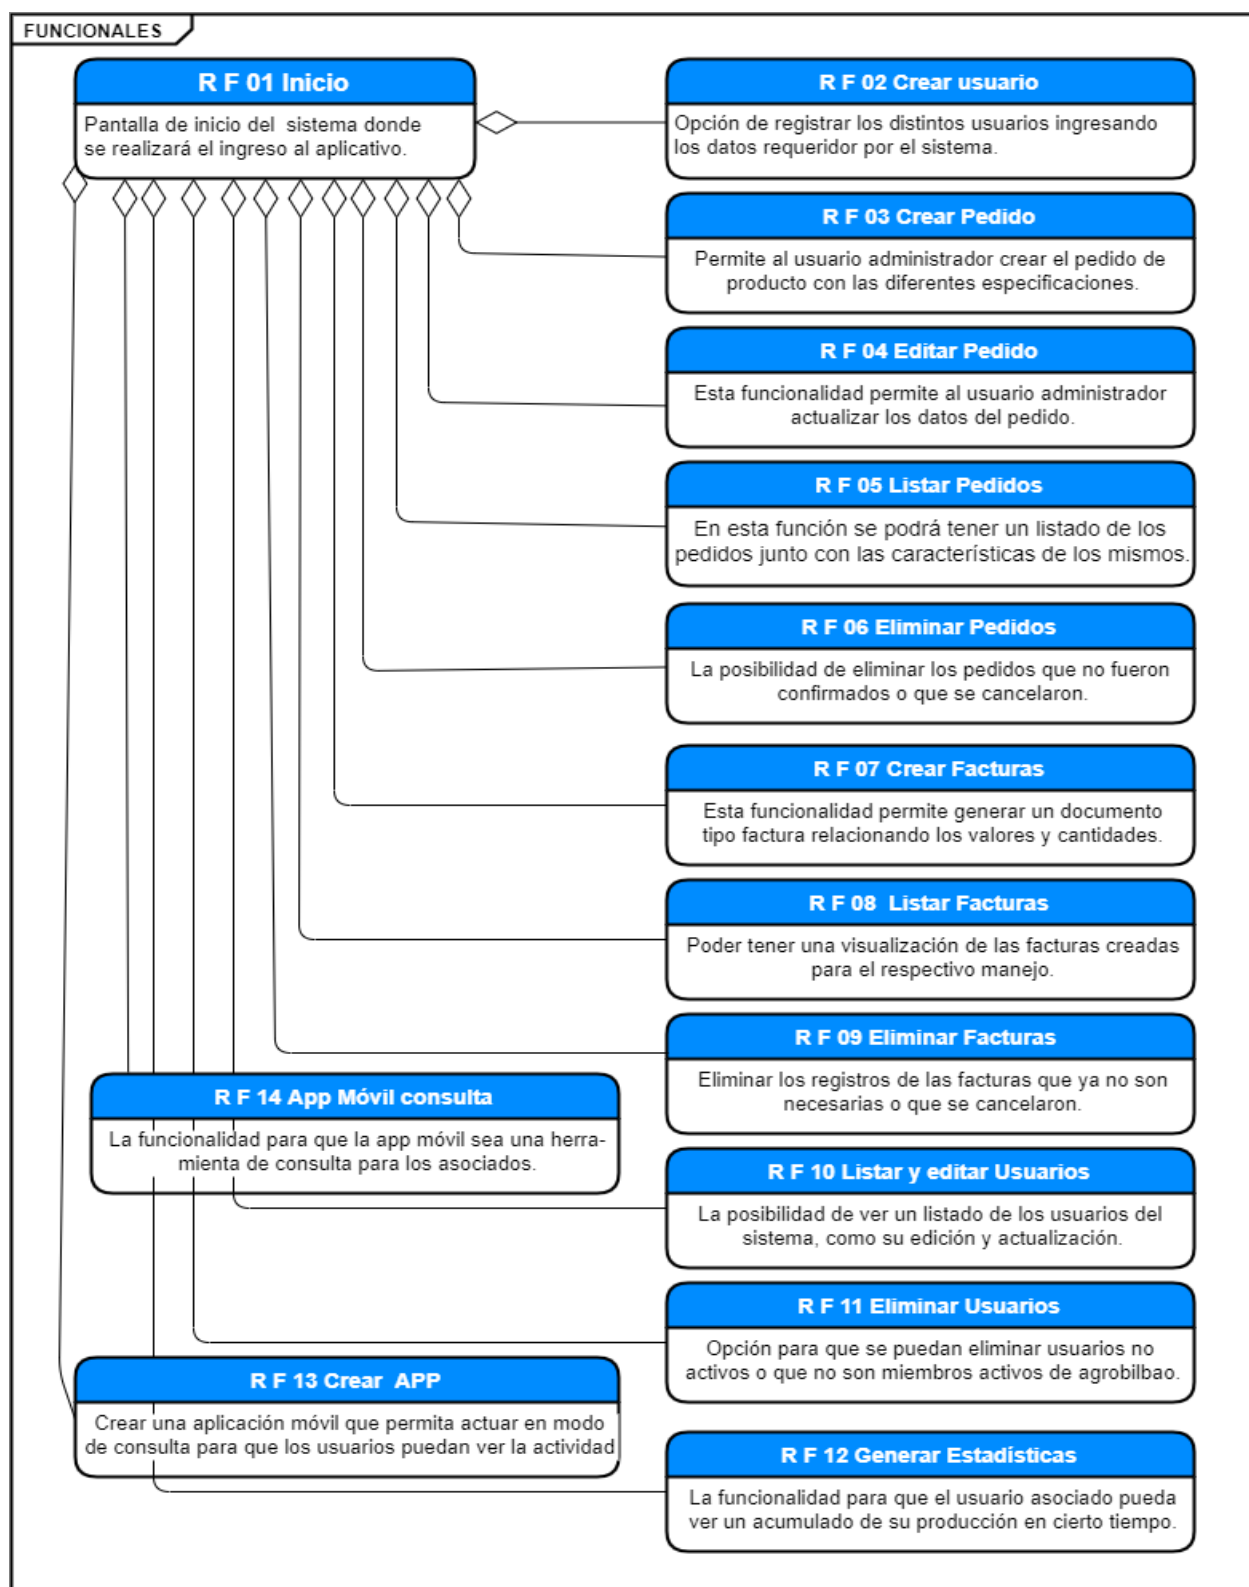 FUNCIONALES
R F 01 Inicio
Pantalla de inicio del sistema donde
se realizará el ingreso al aplicativo.
R F 02 Crear usuario
Opción de registrar los distintos usuarios ingresando
los datos requeridor por el sistema.
R F 03 Crear Pedido
Permite al usuario administrador crear el pedido de
producto con las diferentes especificaciones.
R F 04 Editar Pedido
Esta funcionalidad permite al usuario administrador
actualizar los datos del pedido.
R F 05 Listar Pedidos
En esta función se podrá tener un listado de los
pedidos junto con las características de los mismos.
R F 06 Eliminar Pedidos
La posibilidad de eliminar los pedidos que no fueron
confirmados o que se cancelaron.
R F 07 Crear Facturas
Esta funcionalidad permite generar un documento
tipo factura relacionando los valores y cantidades.
R F 08 Listar Facturas
Poder tener una visualización de las facturas creadas
para el respectivo manejo.
R F 09 Eliminar Facturas
Eliminar los registros de las facturas que ya no son
necesarias o que se cancelaron.
R F 14 App Móvil consulta
La funcionalidad para que la app móvil sea una herra-
mienta de consulta para los asociados.
R F 10 Listar y editar Usuarios
La posibilidad de ver un listado de los usuarios del
sistema, como su edición y actualización.
R F 11 Eliminar Usuarios
Opción para que se puedan eliminar usuarios no
activos o que no son miembros activos de agrobilbao.
R F 13 Crear APP
Crear una aplicación móvil que permita actuar en modo
de consulta para que los usuarios puedan ver la actividad
R F 12 Generar Estadísticas
La funcionalidad para que el usuario asociado pueda
ver un acumulado de su producción en cierto tiempo.